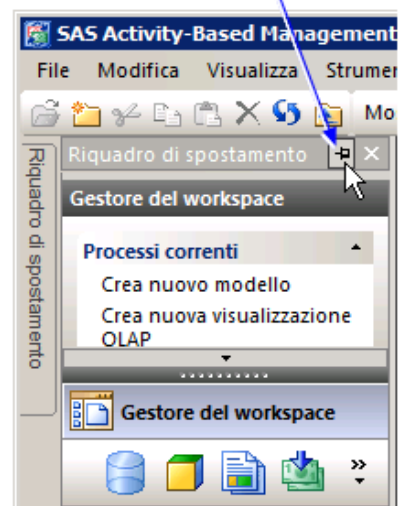 SAS Activity-Based Management
File Modifica Visualizza
Mo
Riquadro di spostamento
Riquadro di spostamento
Gestore del workspace
Processi correnti
Crea nuovo modello
Crea nuova visualizzazione
OLAP
Gestore del workspace